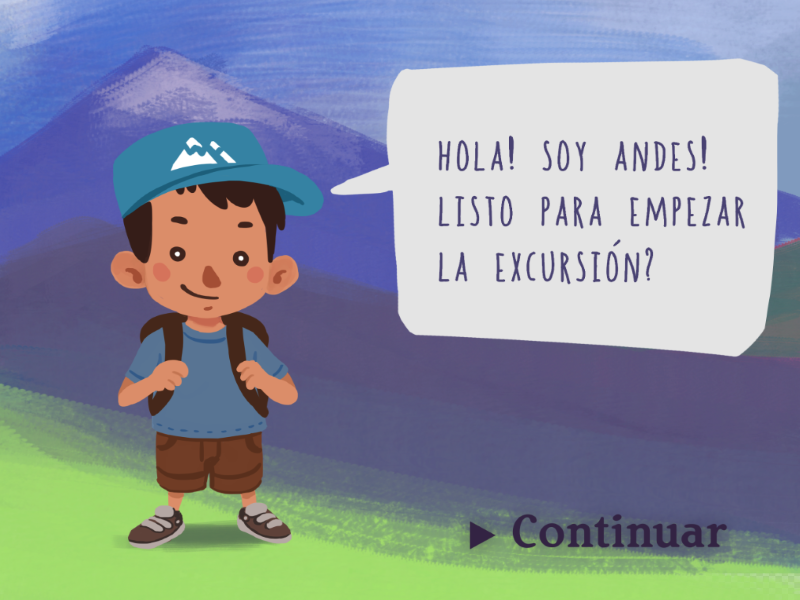 HOLA! SOY ANDES!
LISTO PARA EMPEZAR
LA EXCURSIÓN?
Continuar